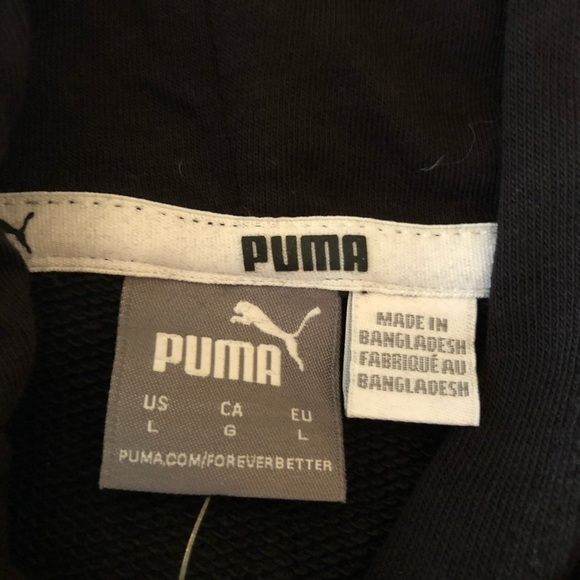 PUMA
PUMA
US CA EU
L G L
PUMA.COM/FOREVERBETTER
MADE IN
BANGLADESH
FABRIQUÉ AU
BANGLADESH